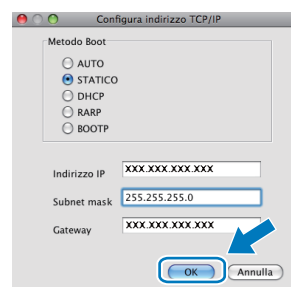 Configura indirizzo TCP/IP
Metodo Boot
AUTO
STATICO
DHCP
RARP
BOOTP
Indirizzo IP XXX.XXX.XXX.XXX
Subnet mask 255.255.255.0
Gateway XXX.XXX.XXX.XXX
OK Annulla